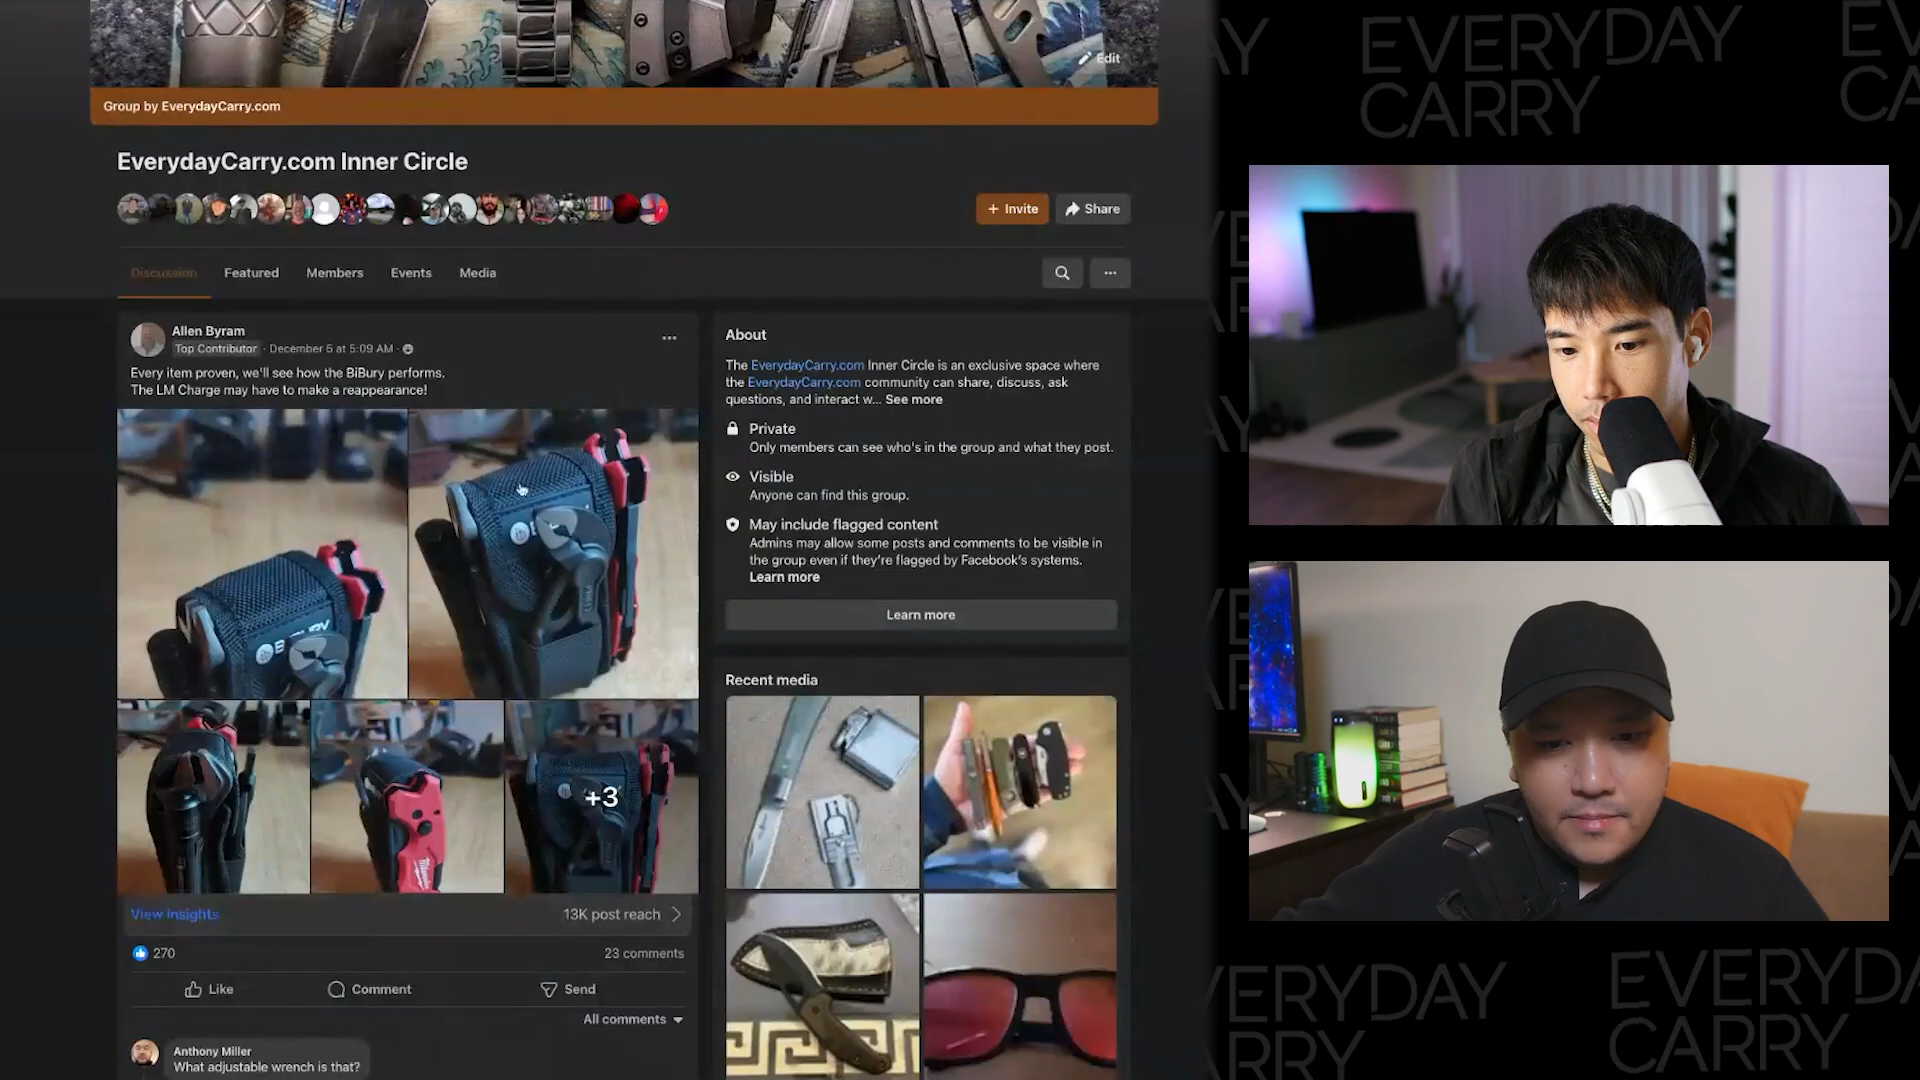 Edit
Group by EverydayCarry.com
EverydayCarry.com Inner Circle
+ Invite
Share
Discussion
Featured
Members
Events
Media
Allen Byram
Top Contributor · December 5 at 5:09 AM ·
Every item proven, we'll see how the BiBury performs.
The LM Charge may have to make a reappearance!
+3
View Insights
13K post reach
270
23 comments
Like
Comment
Send
All comments
Anthony Miller
What adjustable wrench is that?
About
The EverydayCarry.com Inner Circle is an exclusive space where
the EverydayCarry.com community can share, discuss, ask
questions, and interact w... See more
Private
Only members can see who's in the group and what they post.
Visible
Anyone can find this group.
May include flagged content
Admins may allow some posts and comments to be visible in
the group even if they're flagged by Facebook's systems.
Learn more
Learn more
Recent media
EVERYDAY
CARRY
EVERYDAY
CARRY